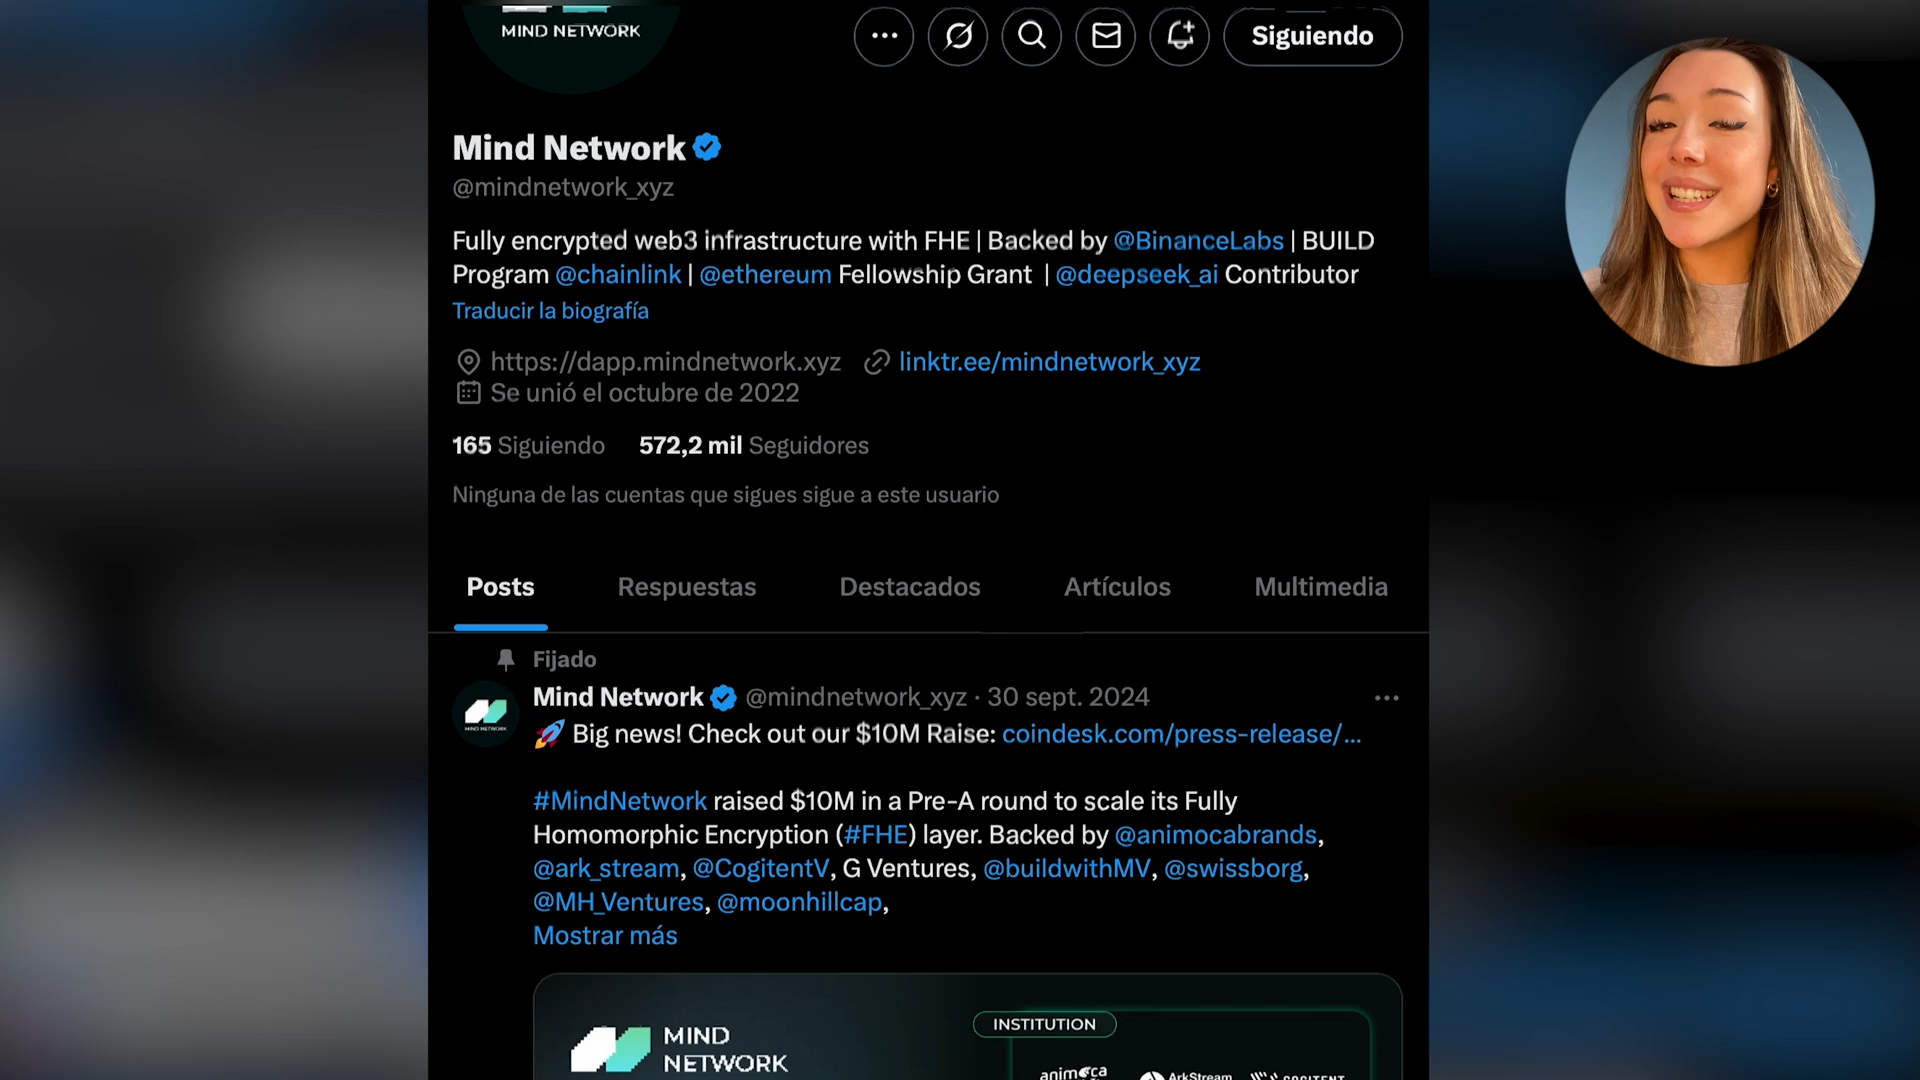 MIND NETWORK
Siguiendo
Mind Network
@mindnetwork_xyz
Fully encrypted web3 infrastructure with FHE | Backed by @BinanceLabs | BUILD
Program @chainlink | @ethereum Fellowship Grant | @deepseek_ai Contributor
Traducir la biografía
https://dapp.mindnetwork.xyz linktr.ee/mindnetwork_xyz
Se unió el octubre de 2022
165 Siguiendo 572,2 mil Seguidores
Ninguna de las cuentas que sigues sigue a este usuario
Posts Respuestas Destacados Artículos Multimedia
Fijado
Mind Network @mindnetwork_xyz · 30 sept. 2024
🚀 Big news! Check out our $10M Raise: coindesk.com/press-release/...
#MindNetwork raised $10M in a Pre-A round to scale its Fully
Homomorphic Encryption (#FHE) layer. Backed by @animocabrands,
@ark_stream, @CogitentV, G Ventures, @buildwithMV, @swissborg,
@MH_Ventures, @moonhillcap,
Mostrar más
MIND NETWORK
INSTITUTION
MIND
NETWORK
animoca
ArkStream
COGITENT